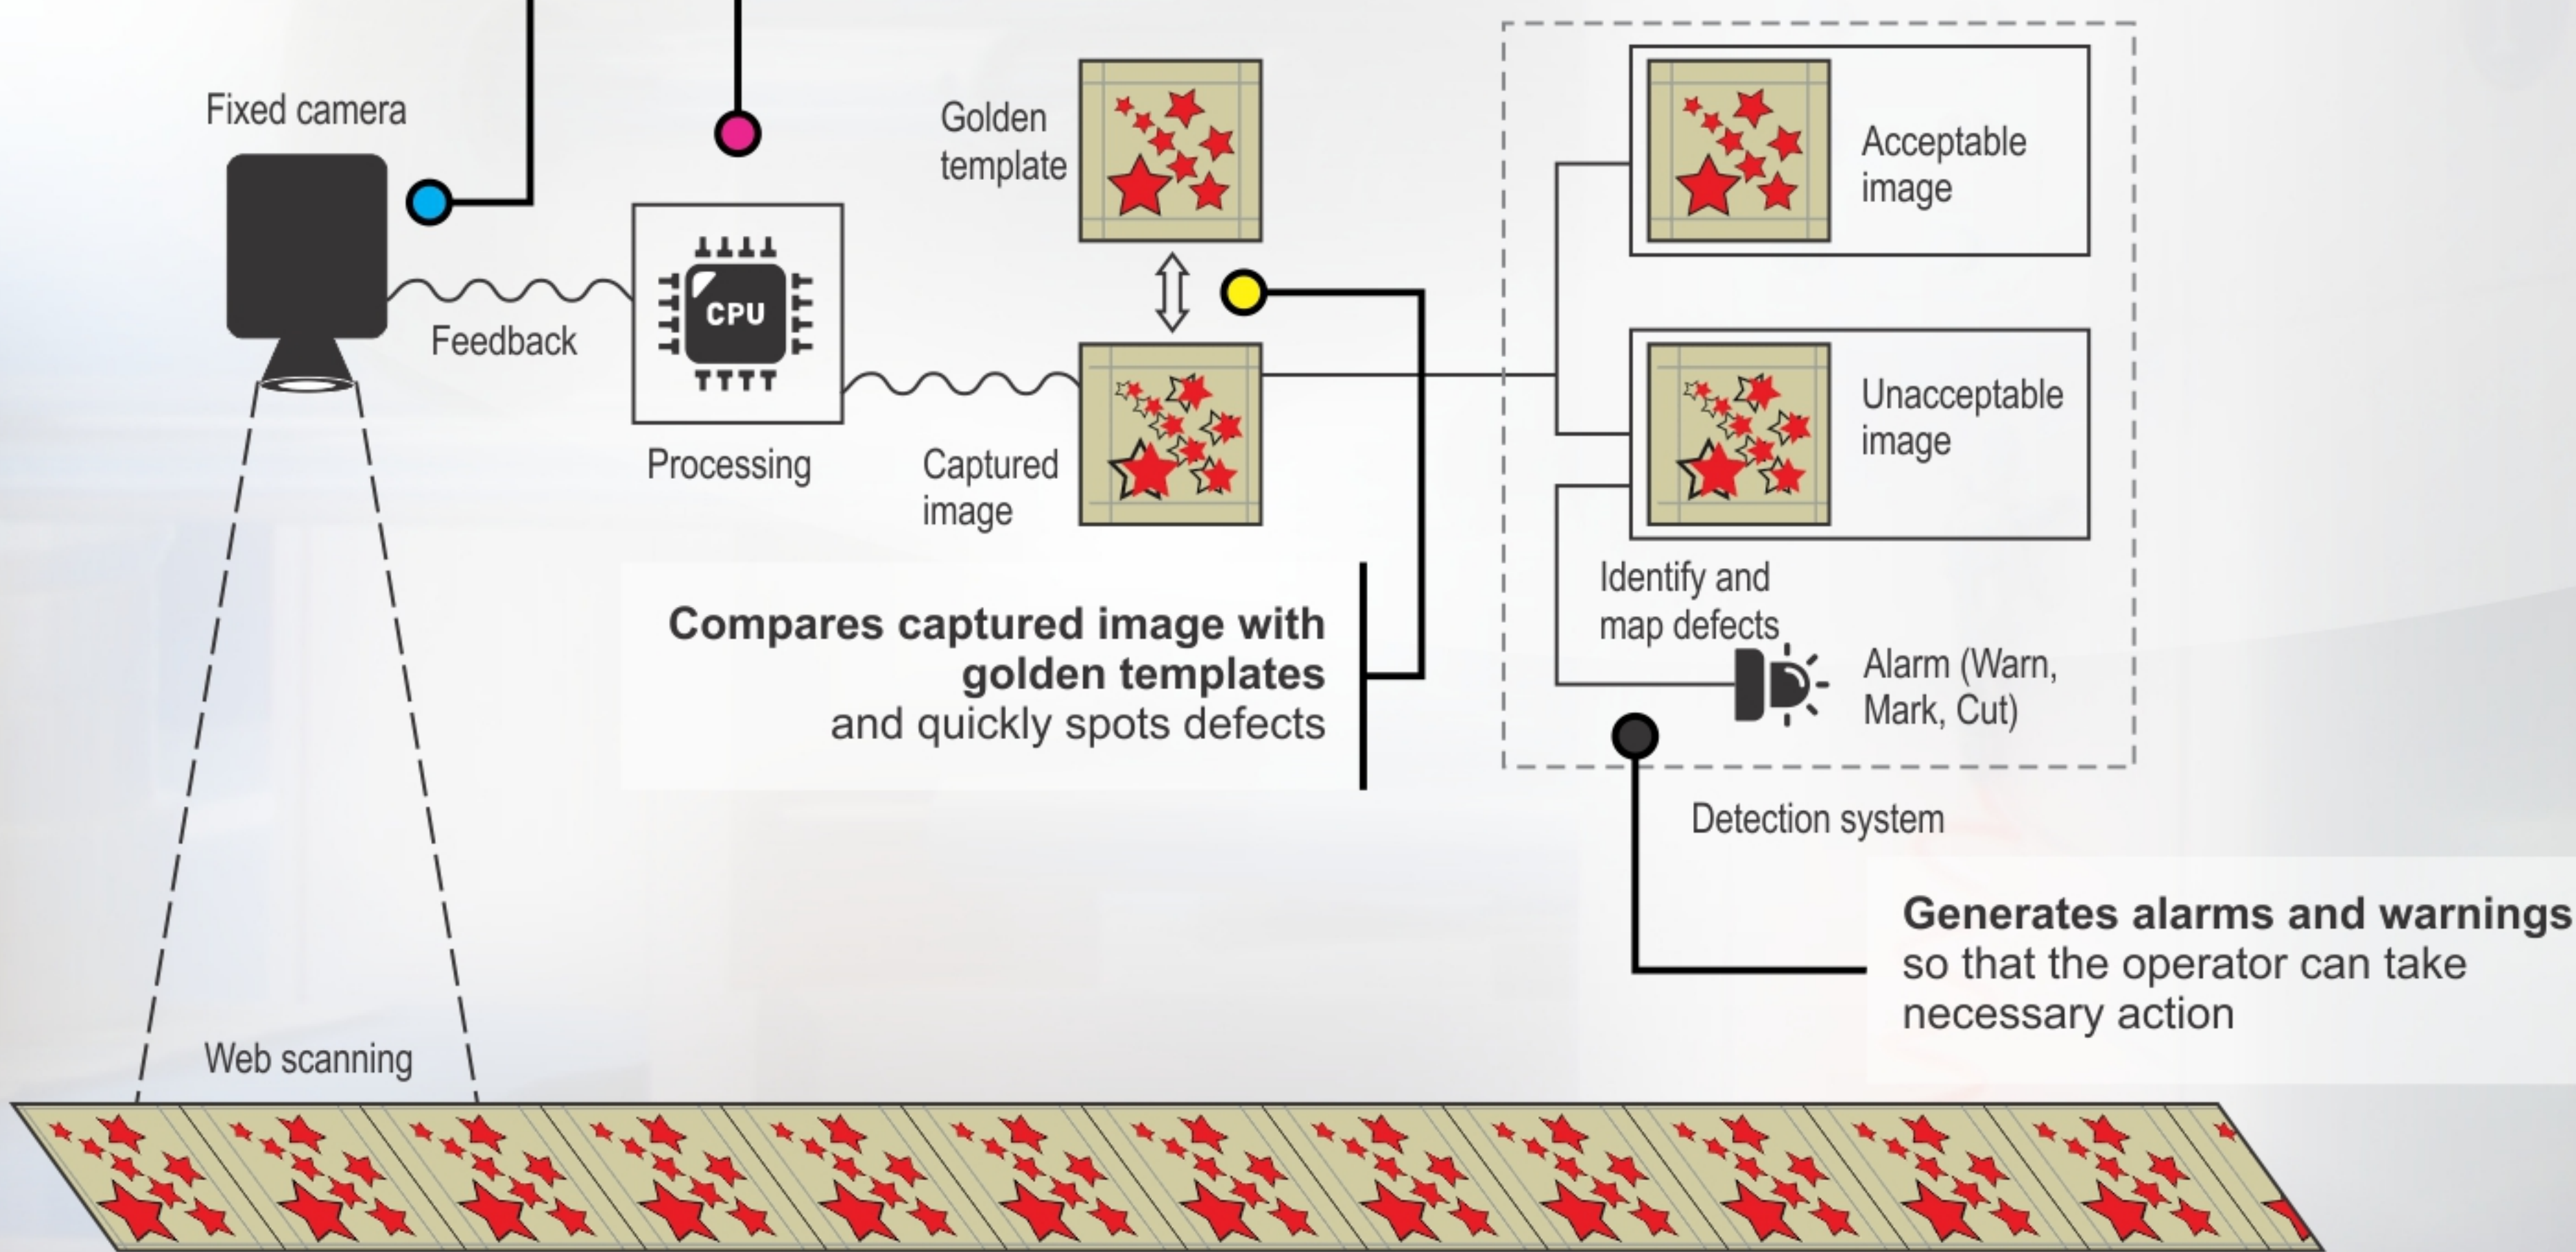 Fixed camera
Feedback
CPU
Processing
Golden
template
Captured
image
Compares captured image with
golden templates
and quickly spots defects
Acceptable
image
Unacceptable
image
Identify and
map defects
Alarm (Warn,
Mark, Cut)
Detection system
Generates alarms and warnings
so that the operator can take
necessary action
Web scanning